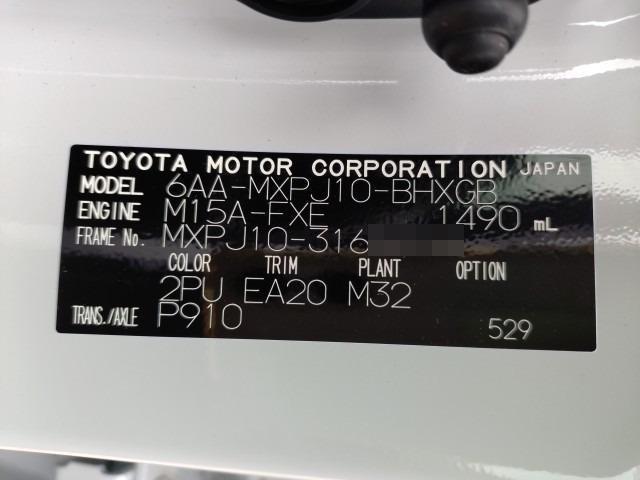 TOYOTA MOTOR CORPORATION JAPAN
MODEL 6AA-MXPJ10-BHXGB
ENGINE M15A-FXE 1490 mL
FRAME No. MXPJ10-316
COLOR TRIM PLANT OPTION
2PU EA20 M32
TRANS./AXLE P910 529